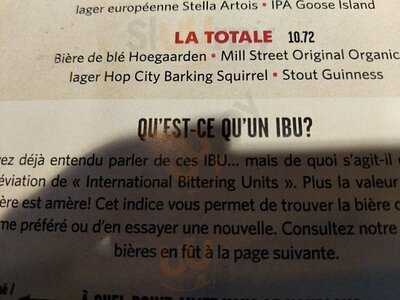 lager européenne Stella Artois • IPA Goose Island
LA TOTALE 10.72
Bière de blé Hoegaarden • Mill Street Original Organic
lager Hop City Barking Squirrel • Stout Guinness
QU'EST-CE QU'UN IBU?
ez déjà entendu parler de ces IBU... mais de quoi s'agit-il
éviation de « International Bittering Units ». Plus la valeur
ère est amère! Cet indice vous permet de trouver la bière
me préféré ou d'en essayer une nouvelle. Consultez notre
bières en fût à la page suivante.